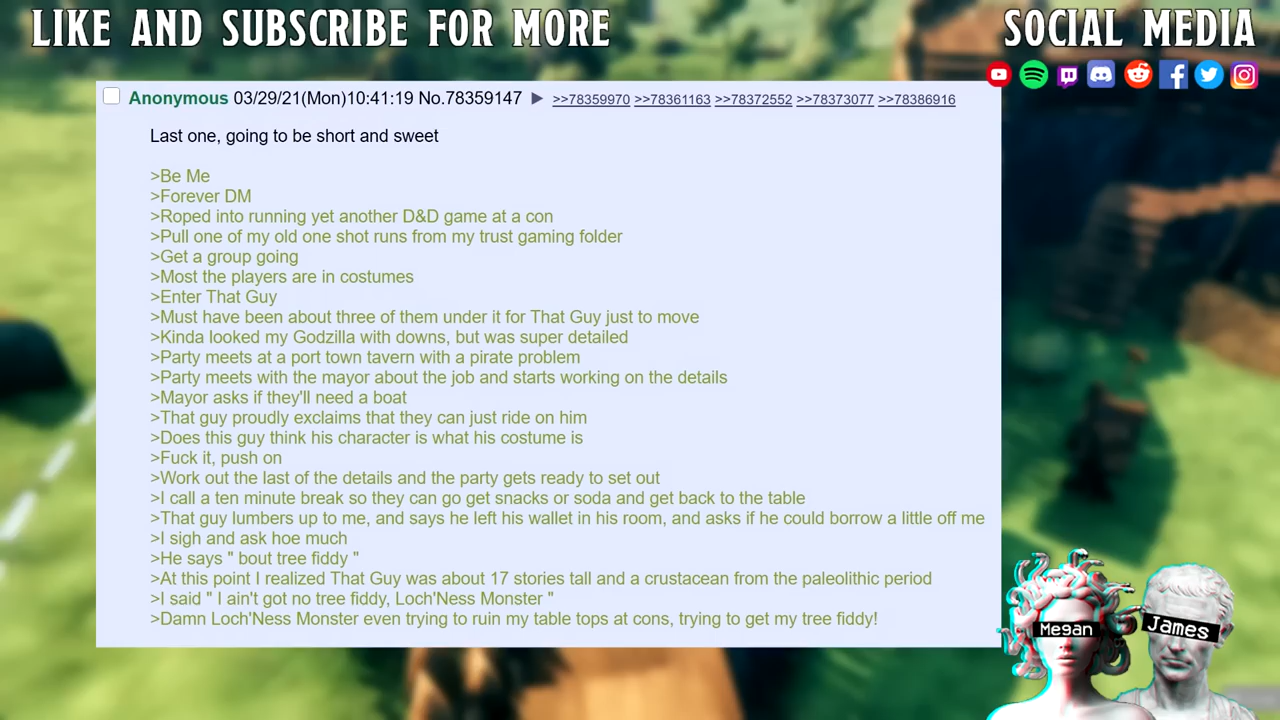 LIKE AND SUBSCRIBE FOR MORE
SOCIAL MEDIA
Anonymous 03/29/21(Mon)10:41:19 No.78359147 ▶ >>78359970 >>78361163 >>78372552 >>78373077 >>78386916
Last one, going to be short and sweet
>Be Me
>Forever DM
>Roped into running yet another D&D game at a con
>Pull one of my old one shot runs from my trust gaming folder
>Get a group going
>Most the players are in costumes
>Enter That Guy
>Must have been about three of them under it for That Guy just to move
>Kinda looked my Godzilla with downs, but was super detailed
>Party meets at a port town tavern with a pirate problem
>Party meets with the mayor about the job and starts working on the details
>Mayor asks if they'll need a boat
>That guy proudly exclaims that they can just ride on him
>Does this guy think his character is what his costume is
>Fuck it, push on
>Work out the last of the details and the party gets ready to set out
>I call a ten minute break so they can go get snacks or soda and get back to the table
>That guy lumbers up to me, and says he left his wallet in his room, and asks if he could borrow a little off me
>I sigh and ask hoe much
>He says " bout tree fiddy "
>At this point I realized That Guy was about 17 stories tall and a crustacean from the paleolithic period
>I said " I ain't got no tree fiddy, Loch'Ness Monster "
>Damn Loch'Ness Monster even trying to ruin my table tops at cons, trying to get my tree fiddy!
Megan
James